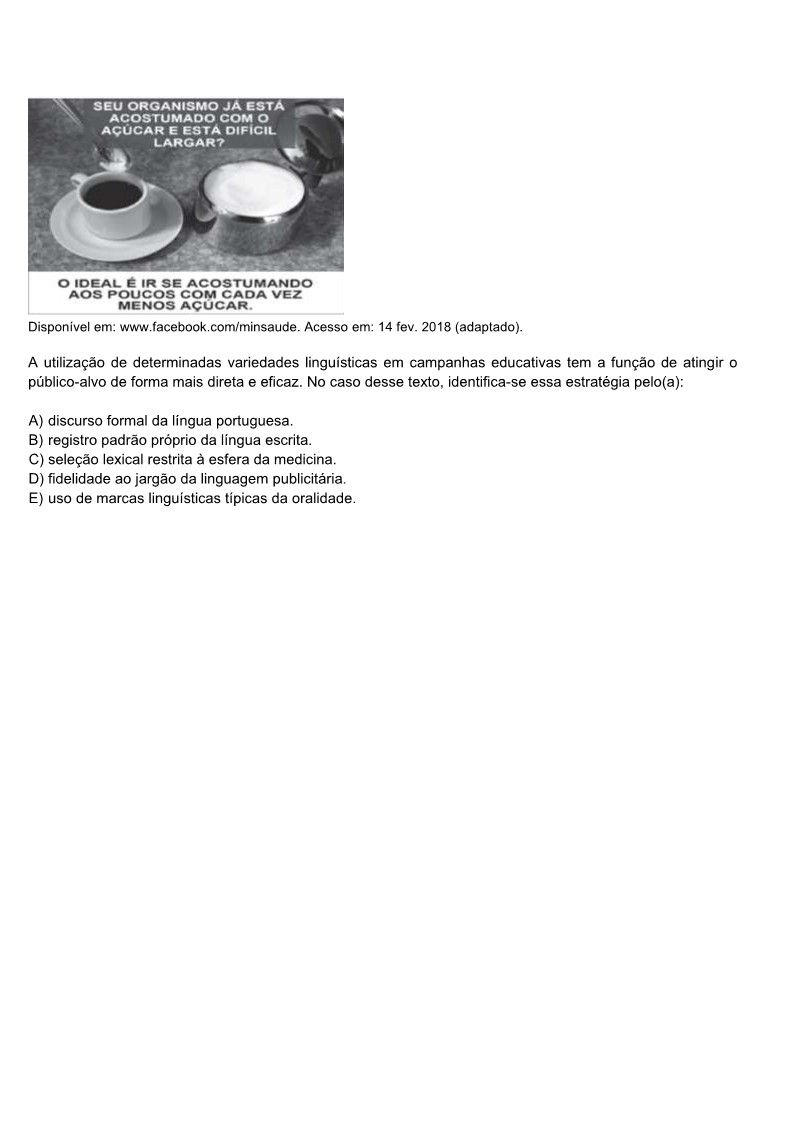 SEU ORGANISMO JÁ ESTÁ
ACOSTUMADO COM O
AÇÚCAR E ESTÁ DIFÍCIL
LARGAR?
O IDEAL É IR SE ACOSTUMANDO
AOS POUCOS COM CADA VEZ
MENOS AÇÚCAR.
Disponível em: www.facebook.com/minsaude. Acesso em: 14 fev. 2018 (adaptado).
A utilização de determinadas variedades linguísticas em campanhas educativas tem a função de atingir o
público-alvo de forma mais direta e eficaz. No caso desse texto, identifica-se essa estratégia pelo(a):
A) discurso formal da língua portuguesa.
B) registro padrão próprio da língua escrita.
C) seleção lexical restrita à esfera da medicina.
D) fidelidade ao jargão da linguagem publicitária.
E) uso de marcas linguísticas típicas da oralidade.